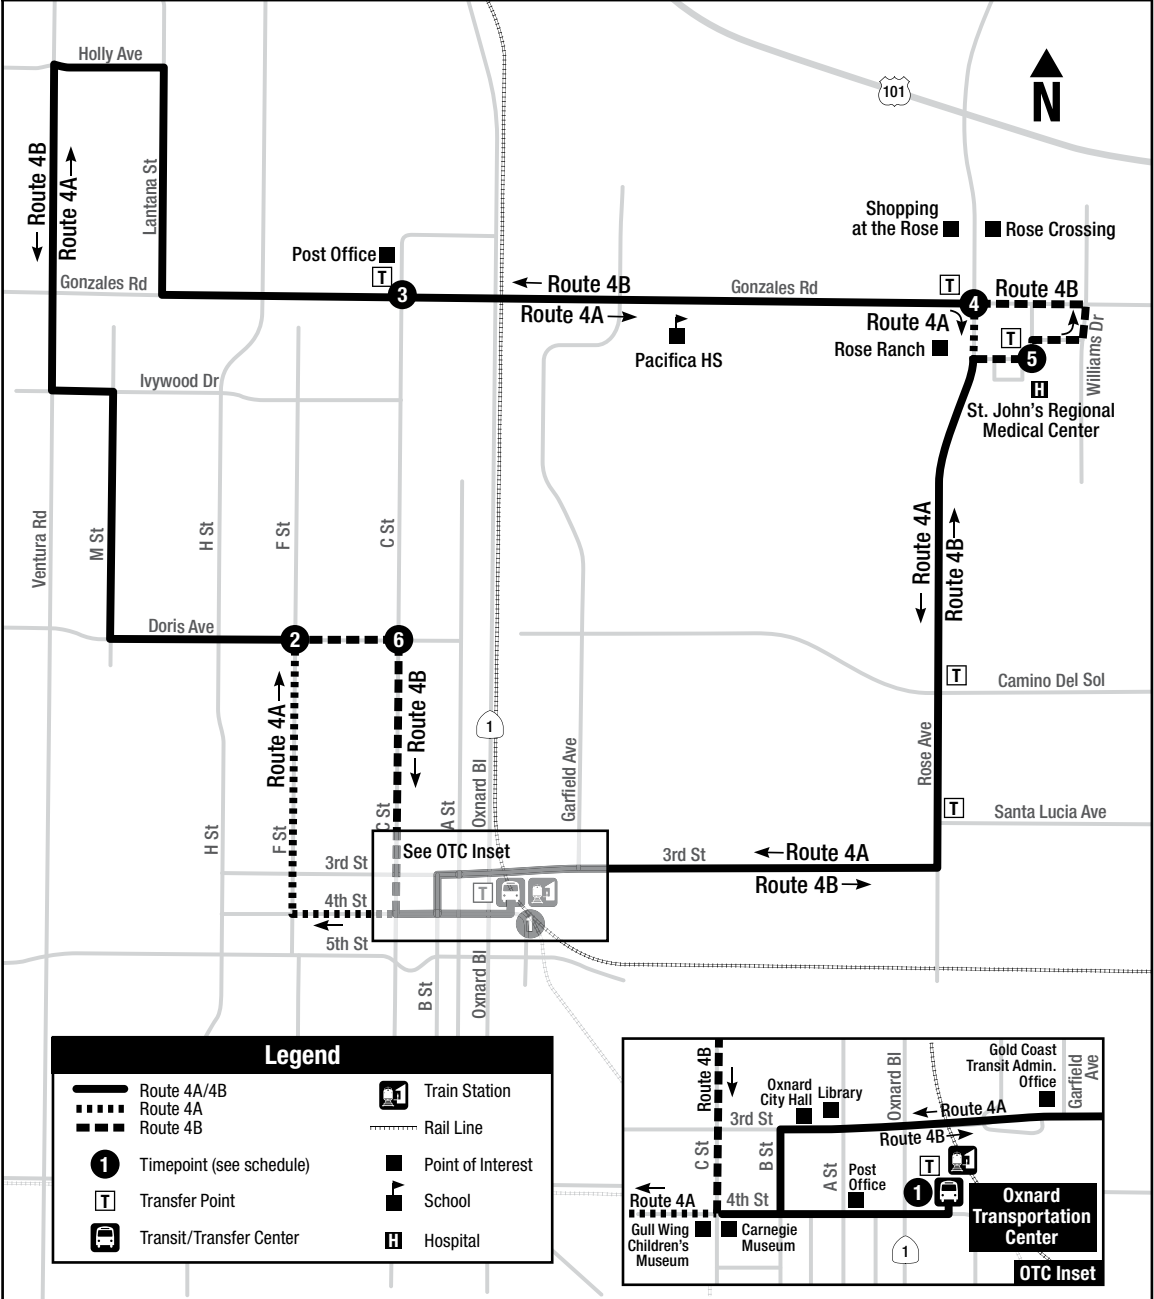 Holly Ave
101
N
Route 4B
Route 4A
Lantana St
Shopping
at the Rose
Rose Crossing
Post Office
T
Gonzales Rd
3
Route 4B
Route 4A
Gonzales Rd
T
4
Route 4B
Route 4A
Pacifica HS
Rose Ranch
T
5
Williams Dr
H
St. John's Regional
Medical Center
Ivywood Dr
Ventura Rd
M St
H St
F St
C St
Route 4A
Route 4B
Doris Ave
2
6
T
Camino Del Sol
Route 4A
Route 4B
1
Rose Ave
Oxnard Bl
Garfield Ave
T
Santa Lucia Ave
H St
F St
C St
A St
See OTC Inset
3rd St
3rd St
Route 4A
Route 4B
T
4th St
1
5th St
B St
Oxnard Bl
Legend
Route 4A/4B
Route 4A
Route 4B
1
Timepoint (see schedule)
T
Transfer Point
Transit/Transfer Center
Train Station
Rail Line
Point of Interest
School
H
Hospital
Route 4B
Oxnard
City Hall
Library
Oxnard Bl
Gold Coast
Transit Admin.
Office
Garfield
Ave
3rd St
Route 4A
Route 4B
C St
B St
A St
T
Post
Office
1
Route 4A
4th St
Gull Wing
Children's
Museum
Carnegie
Museum
1
Oxnard
Transportation
Center
OTC Inset